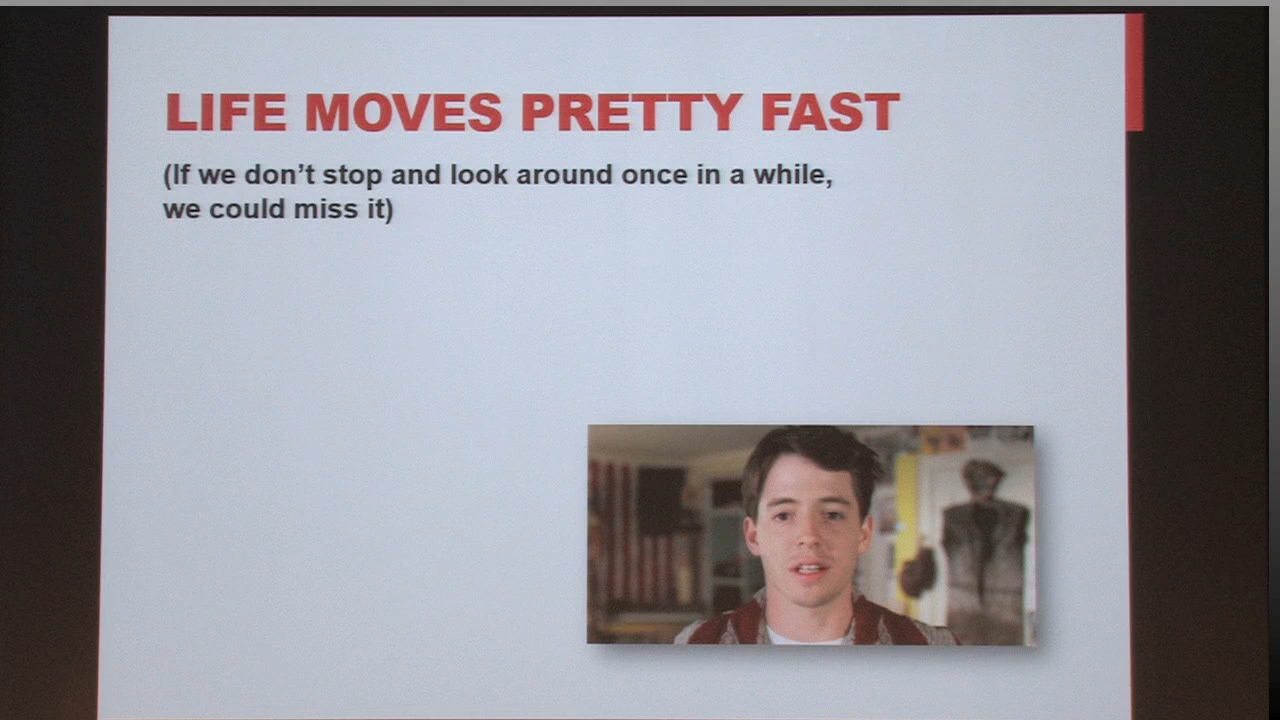 LIFE MOVES PRETTY FAST
(If we don’t stop and look around once in a while,
we could miss it)